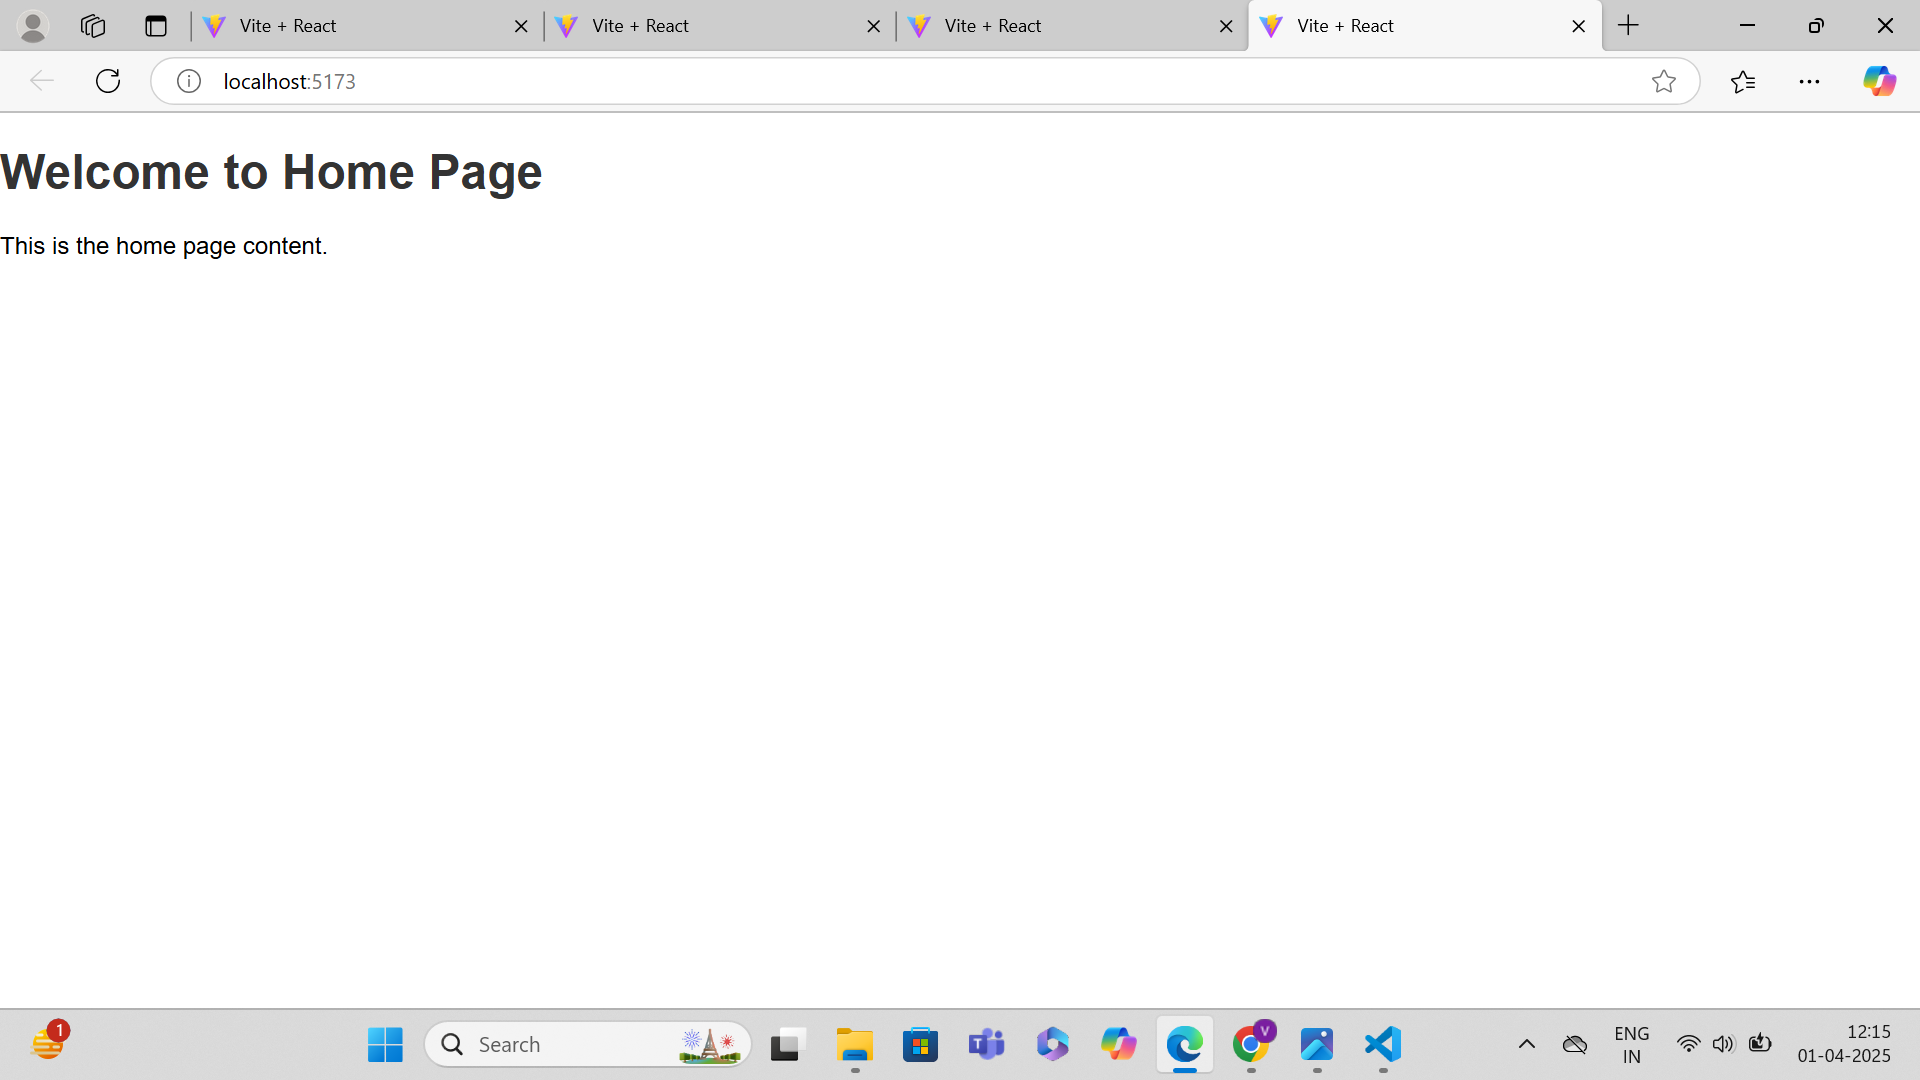 Vite + React
Vite + React
Vite + React
Vite + React
localhost:5173
Welcome to Home Page
This is the home page content.
1
Search
T
V
ENG
IN
12:15
01-04-2025